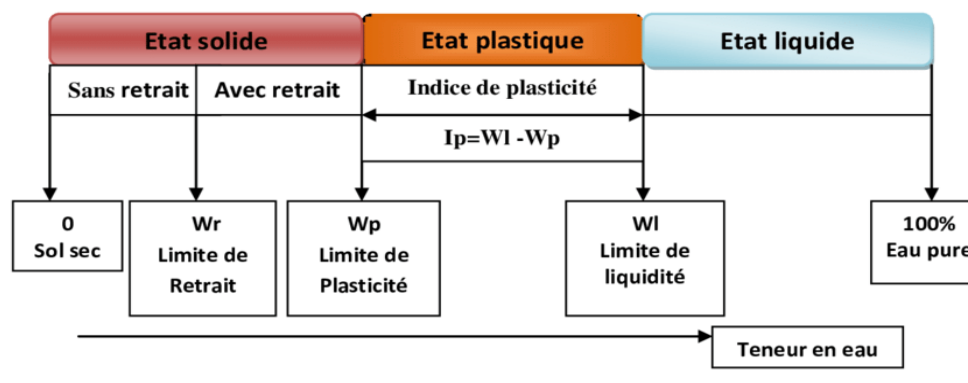 Etat solide
Etat plastique
Etat liquide
Sans retrait
Avec retrait
Indice de plasticité
Ip=Wl -Wp
0
Sol sec
Wr
Limite de
Retrait
Wp
Limite de
Plasticité
Wl
Limite de
liquidité
100%
Eau pure
Teneur en eau